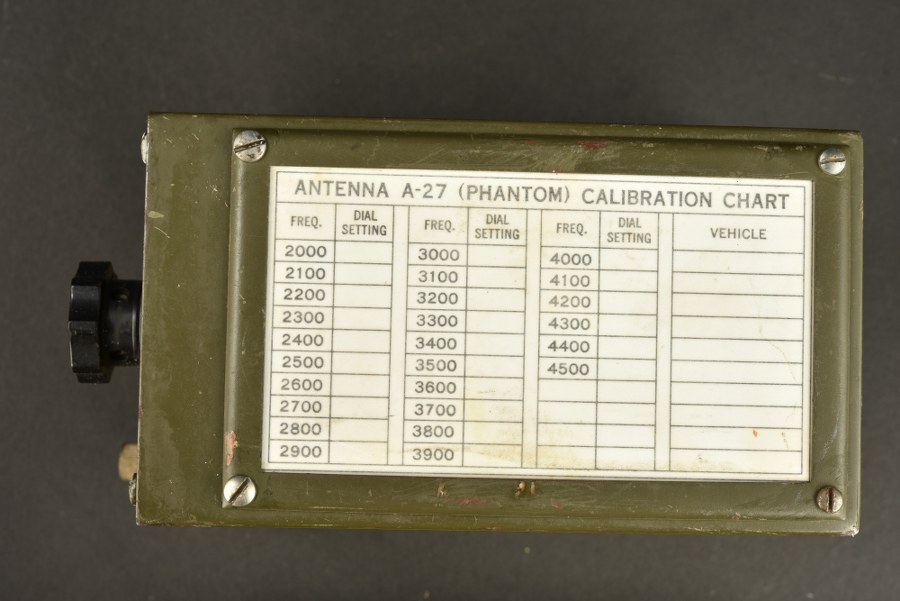 ANTENNA A-27 (PHANTOM) CALIBRATION CHART
FREQ. DIAL SETTING FREQ. DIAL SETTING FREQ. DIAL SETTING VEHICLE
2000 3000 4000
2100 3100 4100
2200 3200 4200
2300 3300 4300
2400 3400 4400
2500 3500 4500
2600 3600
2700 3700
2800 3800
2900 3900